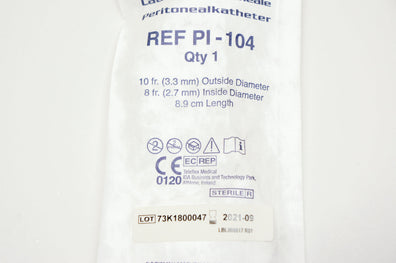 Peritonealkatheter
REF PI-104
Qty 1
10 fr. (3.3 mm) Outside Diameter
8 fr. (2.7 mm) Inside Diameter
8.9 cm Length
2
CE EC REP
0120 Teleflex Medical
IDA Business and Technology Park,
Athlone, Ireland
STERILE R
LOT 73K1800047 2021-09